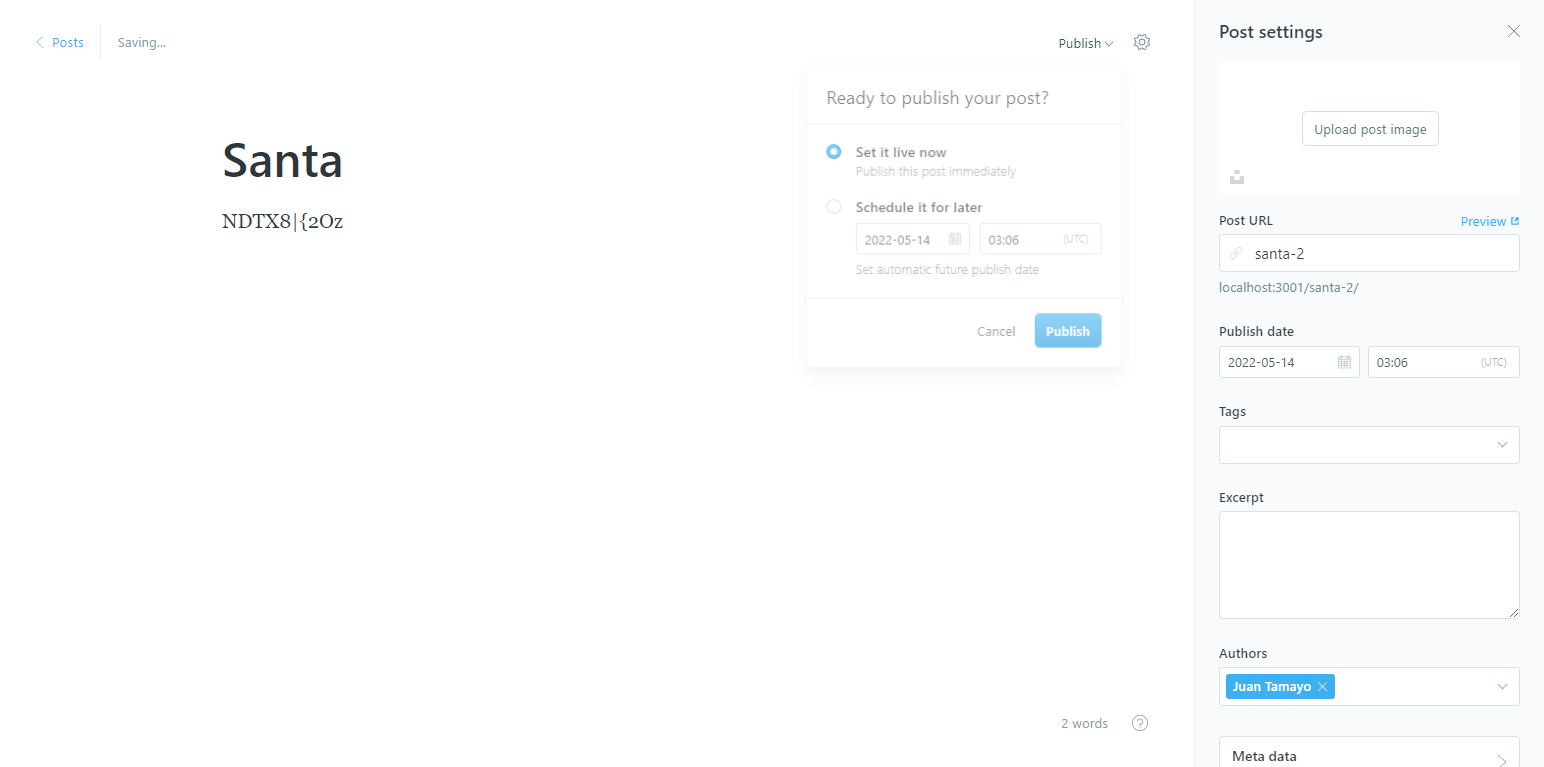 Posts
Saving...
Publish
Santa
NDTX8|{2Oz
Ready to publish your post?
Set it live now
Publish this post immediately
Schedule it for later
2022-05-14
03:06
(UTC)
Set automatic future publish date
Cancel
Publish
2 words
Post settings
Upload post image
Post URL
Preview
santa-2
localhost:3001/santa-2/
Publish date
2022-05-14
03:06
(UTC)
Tags
Excerpt
Authors
Juan Tamayo
Meta data